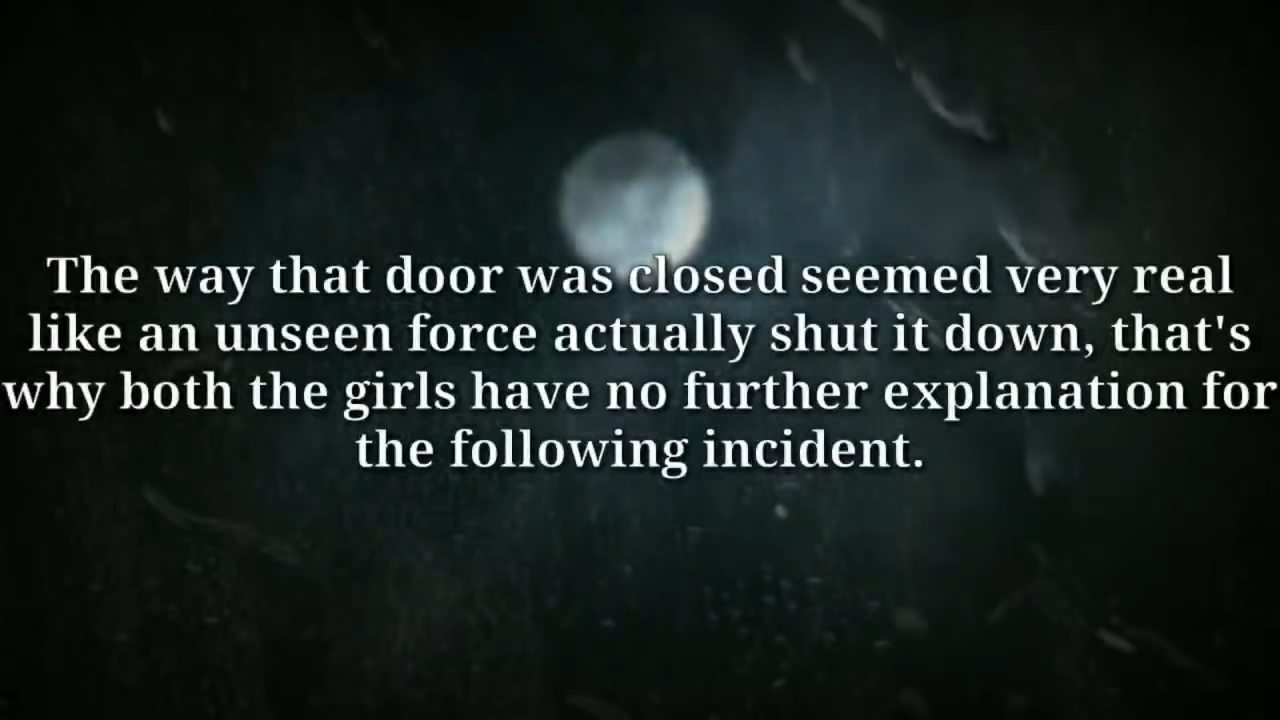 The way that door was closed seemed very real
like an unseen force actually shut it down, that's
why both the girls have no further explanation for
the following incident.